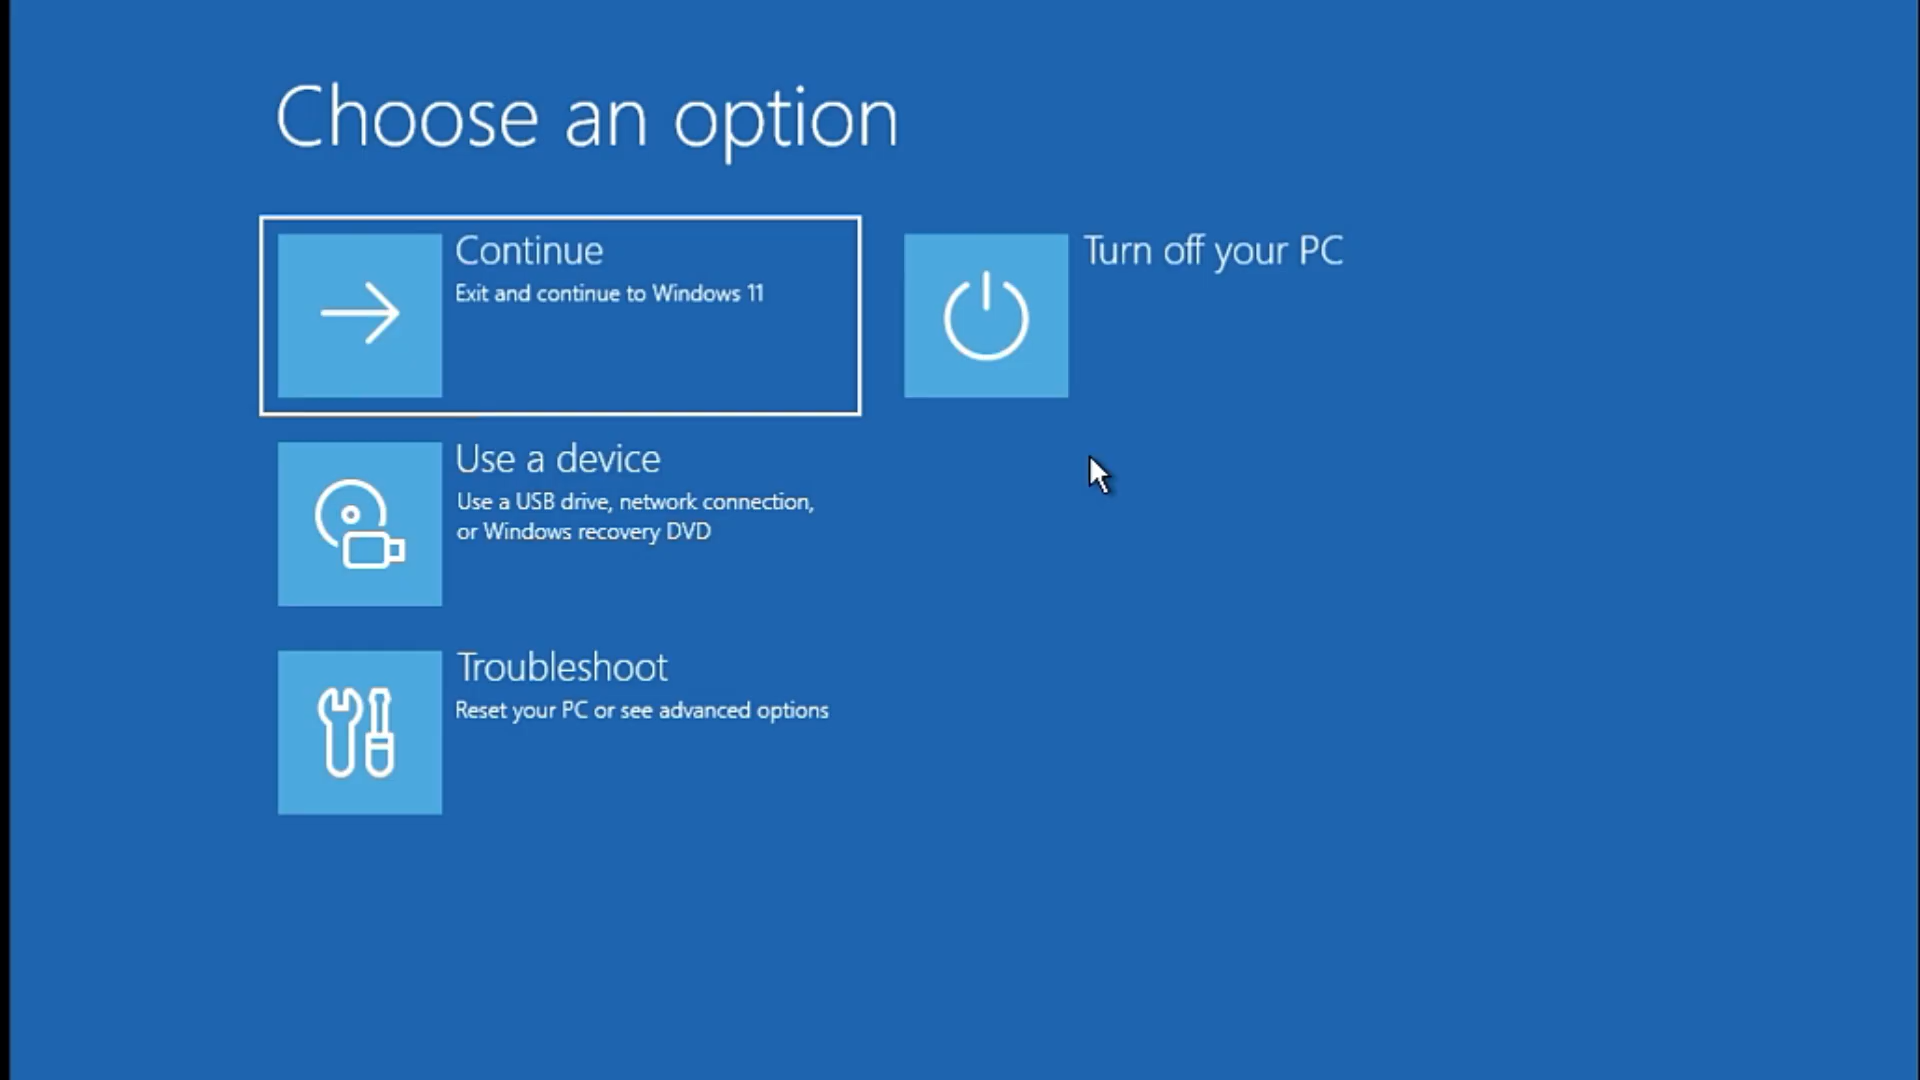 Choose an option
Continue
Exit and continue to Windows 11
Turn off your PC
Use a device
Use a USB drive, network connection,
or Windows recovery DVD
Troubleshoot
Reset your PC or see advanced options